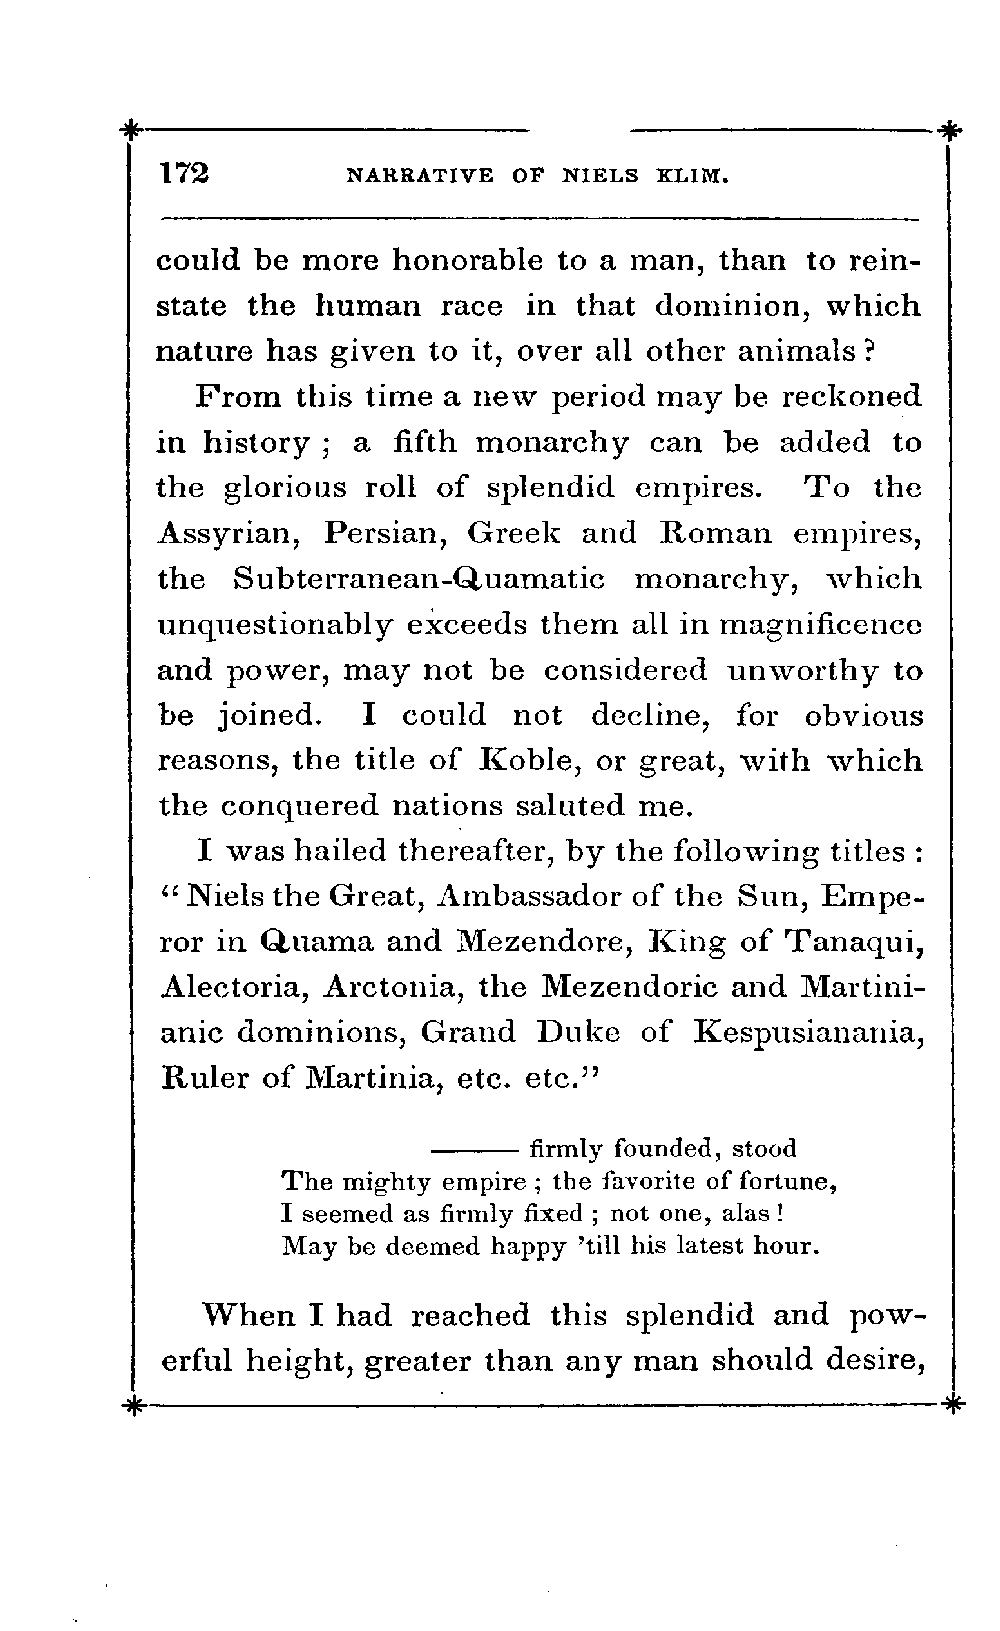 172 NARRATIVE OF NIELS KLIM.
could be more honorable to a man, than to rein-
state the human race in that dominion, which
nature has given to it, over all other animals?
From this time a new period may be reckoned
in history; a fifth monarchy can be added to
the glorious roll of splendid empires. To the
Assyrian, Persian, Greek and Roman empires,
the Subterranean-Quamatic monarchy, which
unquestionably exceeds them all in magnificence
and power, may not be considered unworthy to
be joined. I could not decline, for obvious
reasons, the title of Koble, or great, with which
the conquered nations saluted me.
I was hailed thereafter, by the following titles:
"Niels the Great, Ambassador of the Sun, Empe-
ror in Quama and Mezendore, King of Tanaqui,
Alectoria, Arctonia, the Mezendoric and Martini-
anic dominions, Grand Duke of Kespusianania,
Ruler of Martinia, etc. etc."
—— firmly founded, stood
The mighty empire; the favorite of fortune,
I seemed as firmly fixed; not one, alas!
May be deemed happy 'till his latest hour.
When I had reached this splendid and pow-
erful height, greater than any man should desire,